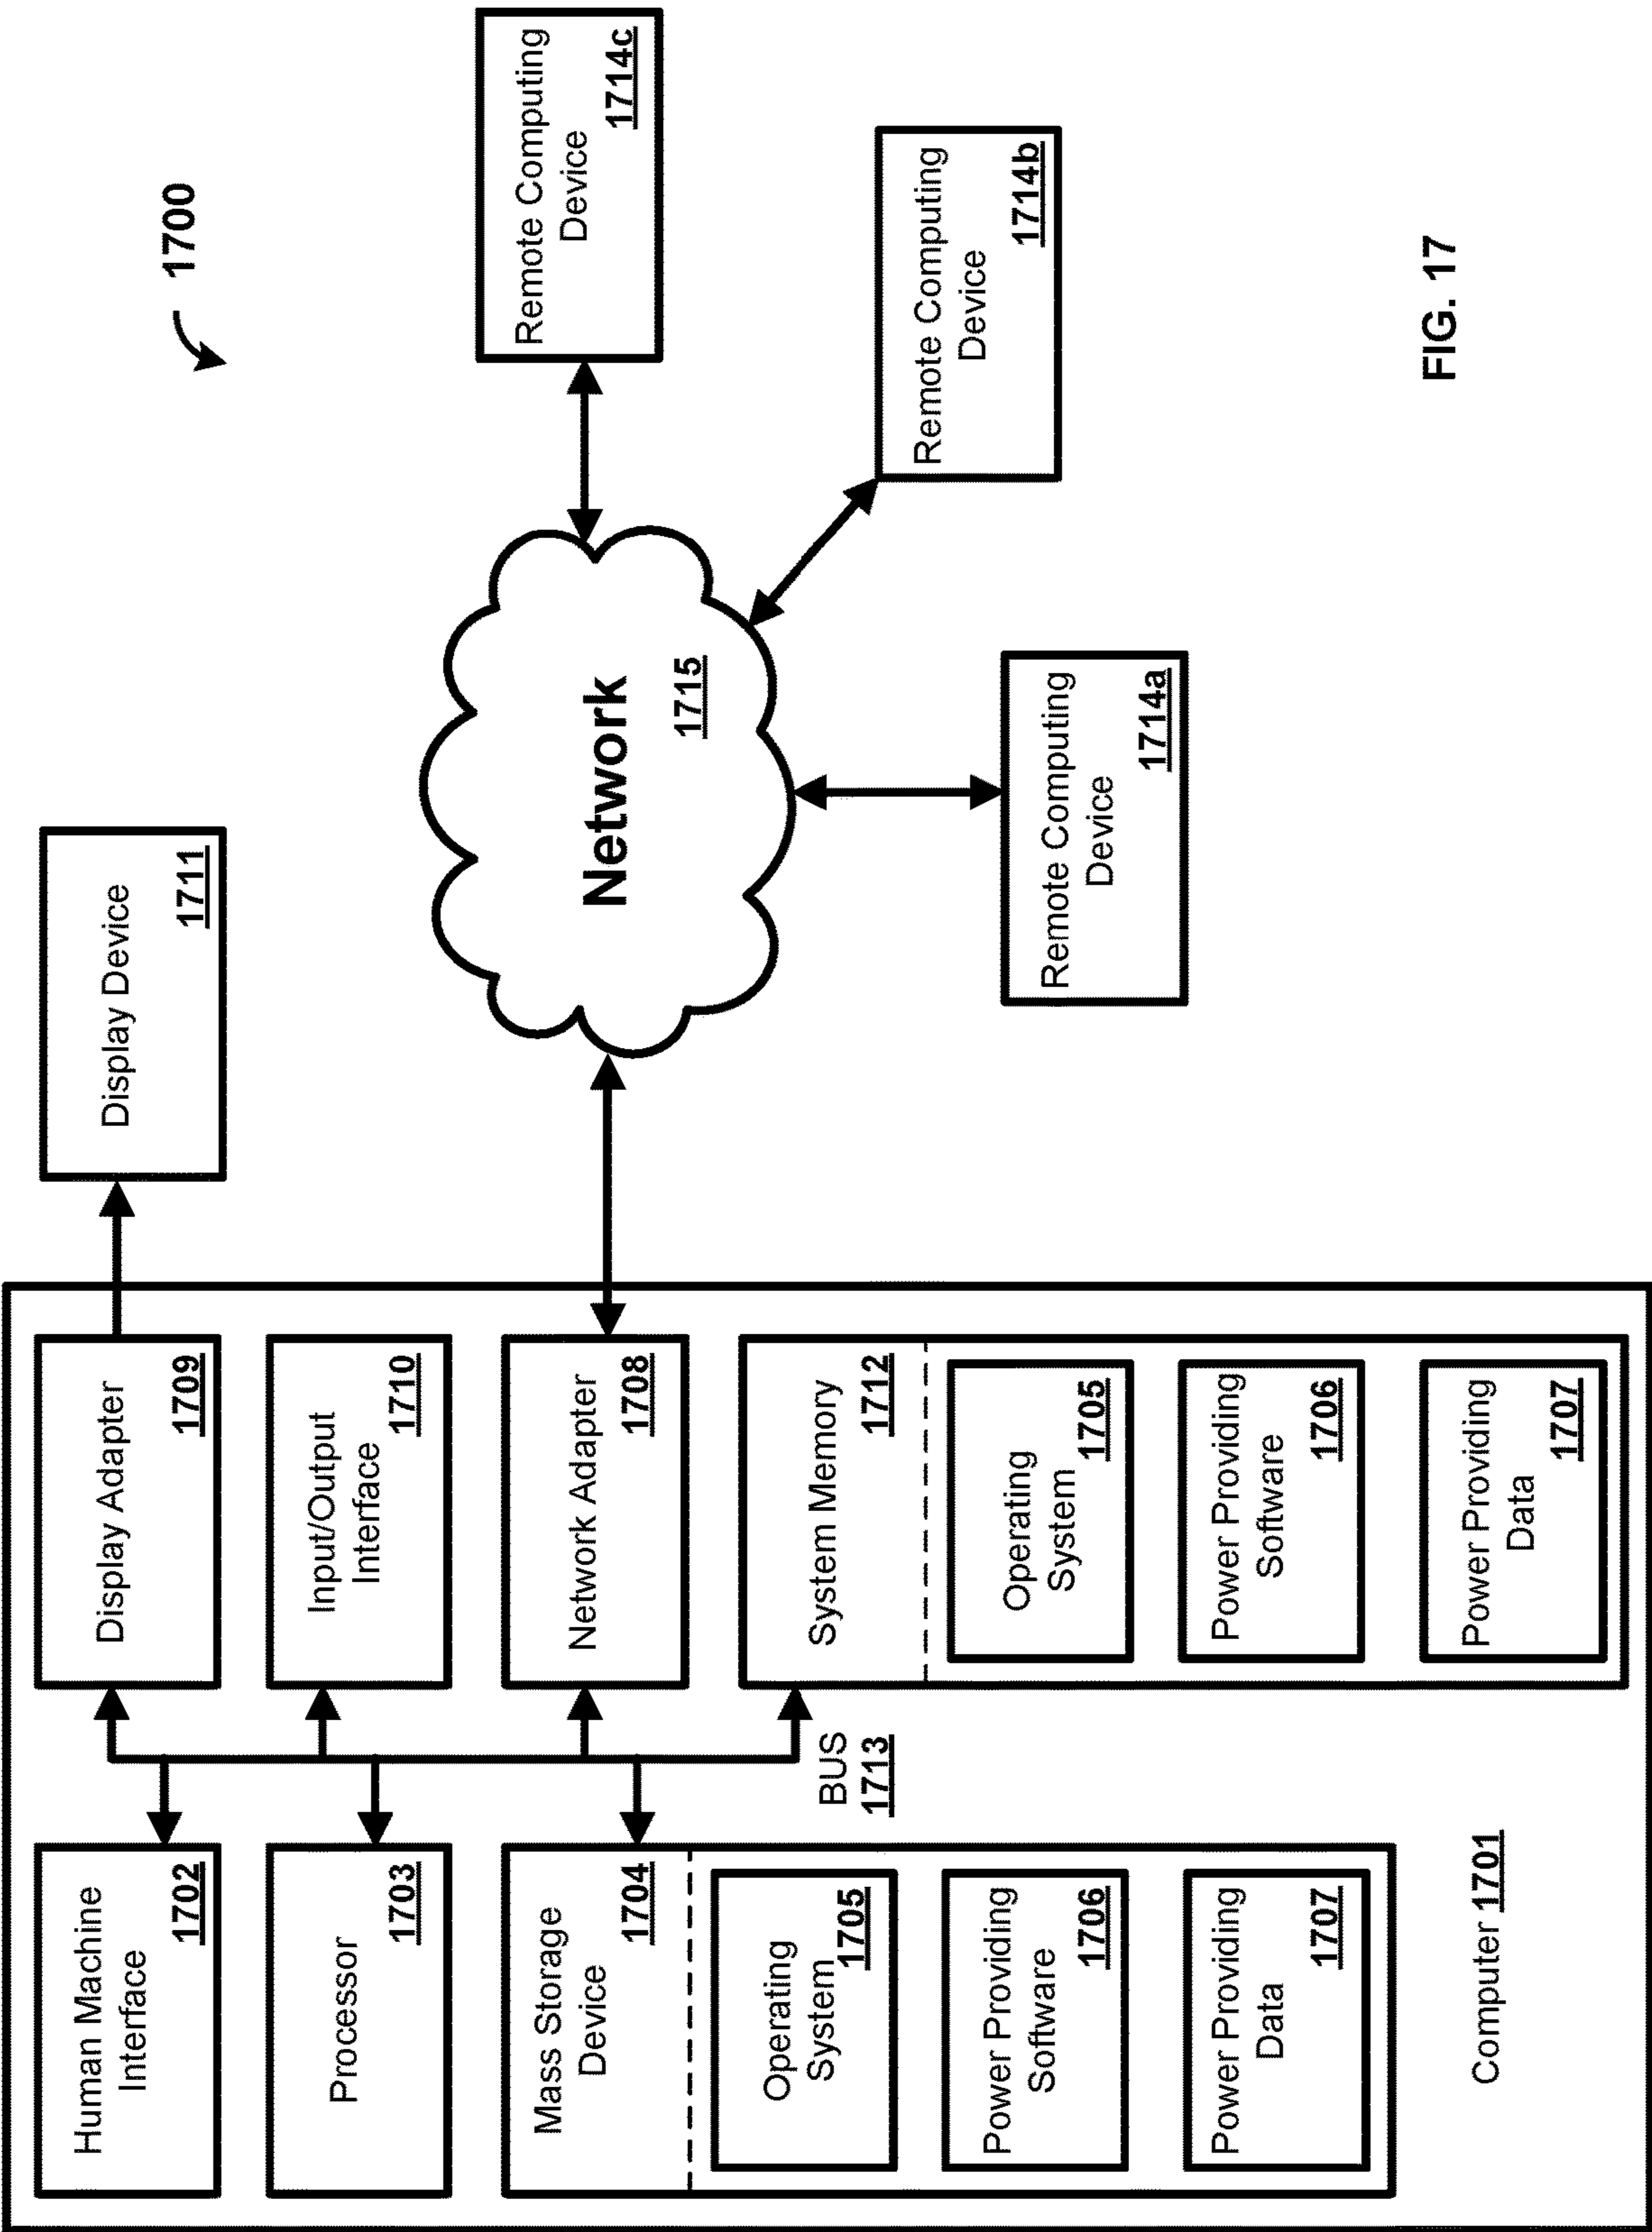 1700
Human Machine
Interface
1702
Processor
1703
Mass Storage
Device
1704
Operating
System
1705
Power Providing
Software
1706
Power Providing
Data
1707
Computer 1701
BUS
1713
Display Adapter
1709
Input/Output
Interface
1710
Network Adapter
1708
System Memory
1712
Operating
System
1705
Power Providing
Software
1706
Power Providing
Data
1707
Display Device
1711
Network
1715
Remote Computing
Device
1714a
Remote Computing
Device
1714b
Remote Computing
Device
1714c
FIG. 17